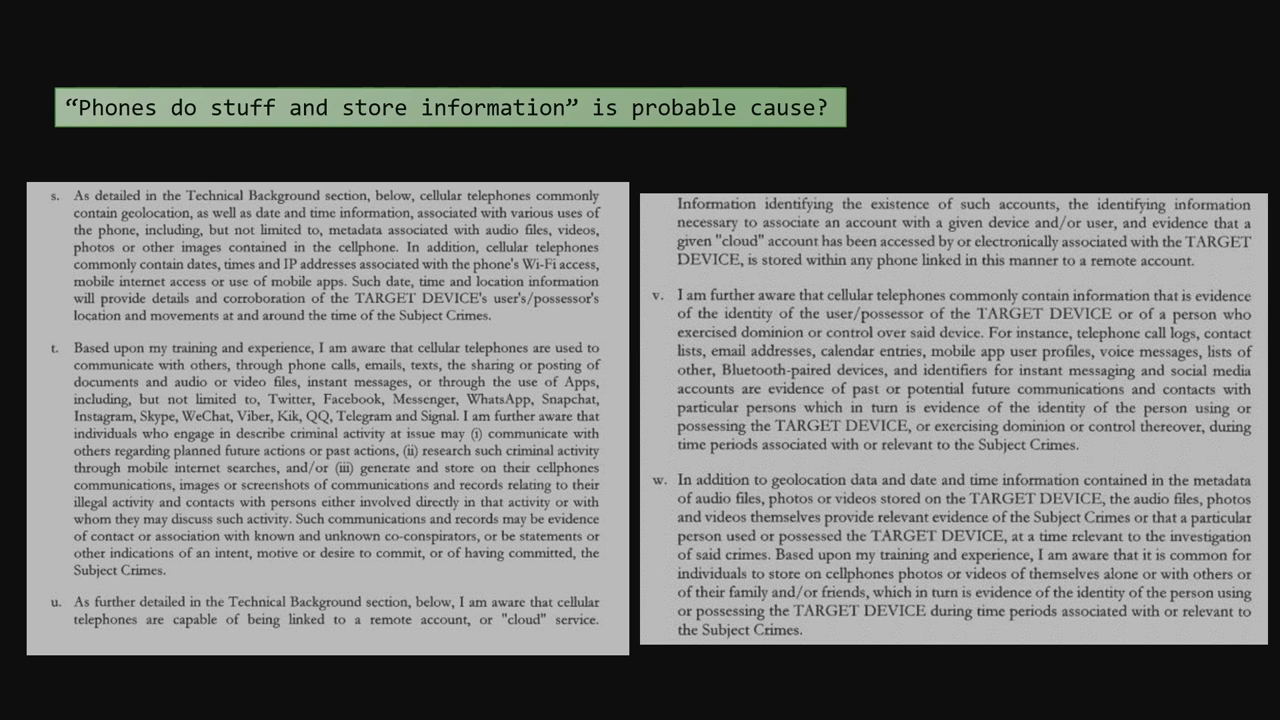 “Phones do stuff and store information” is probable cause?
s. As detailed in the Technical Background section, below, cellular telephones commonly
contain geolocation, as well as date and time information, associated with various uses of
the phone, including, but not limited to, metadata associated with audio files, videos,
photos or other images contained in the cellphone. In addition, cellular telephones
commonly contain dates, times and IP addresses associated with the phone's Wi-Fi access,
mobile internet access or use of mobile apps. Such date, time and location information
will provide details and corroboration of the TARGET DEVICE's user's/possessor's
location and movements at and around the time of the Subject Crimes.
t. Based upon my training and experience, I am aware that cellular telephones are used to
communicate with others, through phone calls, emails, texts, the sharing or posting of
documents and audio or video files, instant messages, or through the use of Apps,
including, but not limited to, Twitter, Facebook, Messenger, WhatsApp, Snapchat,
Instagram, Skype, WeChat, Viber, Kik, QQ, Telegram and Signal. I am further aware that
individuals who engage in describe criminal activity at issue may (i) communicate with
others regarding planned future actions or past actions, (ii) research such criminal activity
through mobile internet searches, and/or (iii) generate and store on their cellphones
communications, images or screenshots of communications and records relating to their
illegal activity and contacts with persons either involved directly in that activity or with
whom they may discuss such activity. Such communications and records may be evidence
of contact or association with known and unknown co-conspirators, or be statements or
other indications of an intent, motive or desire to commit, or of having committed, the
Subject Crimes.
u. As further detailed in the Technical Background section, below, I am aware that cellular
telephones are capable of being linked to a remote account, or "cloud" service.
Information identifying the existence of such accounts, the identifying information
necessary to associate an account with a given device and/or user, and evidence that a
given "cloud" account has been accessed by or electronically associated with the TARGET
DEVICE, is stored within any phone linked in this manner to a remote account.
v. I am further aware that cellular telephones commonly contain information that is evidence
of the identity of the user/possessor of the TARGET DEVICE or of a person who
exercised dominion or control over said device. For instance, telephone call logs, contact
lists, email addresses, calendar entries, mobile app user profiles, voice messages, lists of
other, Bluetooth-paired devices, and identifiers for instant messaging and social media
accounts are evidence of past or potential future communications and contacts with
particular persons which in turn is evidence of the identity of the person using or
possessing the TARGET DEVICE, or exercising dominion or control thereover, during
time periods associated with or relevant to the Subject Crimes.
w. In addition to geolocation data and date and time information contained in the metadata
of audio files, photos or videos stored on the TARGET DEVICE, the audio files, photos
and videos themselves provide relevant evidence of the Subject Crimes or that a particular
person used or possessed the TARGET DEVICE, at a time relevant to the investigation
of said crimes. Based upon my training and experience, I am aware that it is common for
individuals to store on cellphones photos or videos of themselves alone or with others or
of their family and/or friends, which in turn is evidence of the identity of the person using
or possessing the TARGET DEVICE during time periods associated with or relevant to
the Subject Crimes.